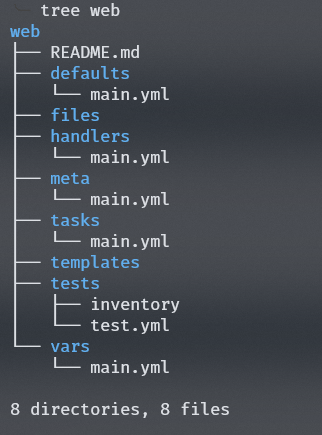 tree web
web
├── README.md
├── defaults
│   └── main.yml
├── files
├── handlers
│   └── main.yml
├── meta
│   └── main.yml
├── tasks
│   └── main.yml
├── templates
├── tests
│   ├── inventory
│   └── test.yml
└── vars
    └── main.yml
8 directories, 8 files